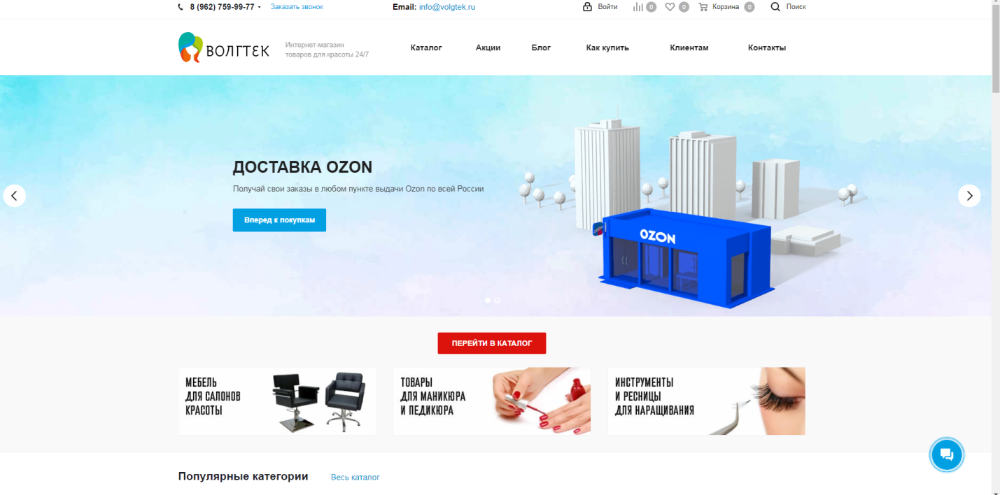 8 (962) 759-99-77
Заказать звонок
Email: info@volgtek.ru
Войти
0
0
Корзина 0
Поиск
ВОЛГТЕК
Интернет-магазин
товаров для красоты 24/7
Каталог
Акции
Блог
Как купить
Клиентам
Контакты
ДОСТАВКА OZON
Получай свои заказы в любом пункте выдачи Ozon по всей России
Вперед к покупкам
OZON
OZON
ПЕРЕЙТИ В КАТАЛОГ
МЕБЕЛЬ
ДЛЯ САЛОНОВ
КРАСОТЫ
ТОВАРЫ
ДЛЯ МАНИКЮРА
И ПЕДИКЮРА
ИНСТРУМЕНТЫ
И РЕСНИЦЫ
ДЛЯ НАРАЩИВАНИЯ
Популярные категории
Весь каталог